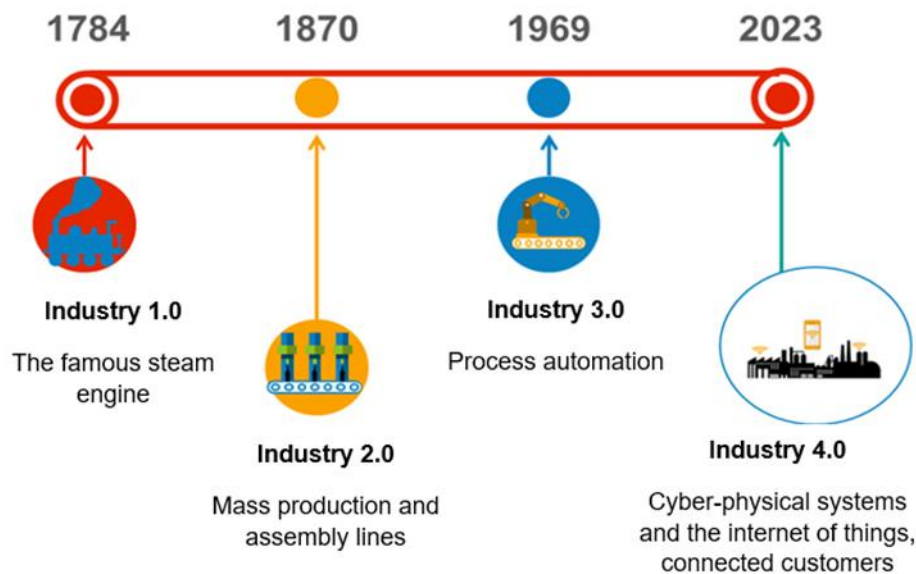 1784
1870
1969
2023
Industry 1.0
The famous steam
engine
Industry 2.0
Mass production and
assembly lines
Industry 3.0
Process automation
Industry 4.0
Cyber-physical systems
and the internet of things,
connected customers